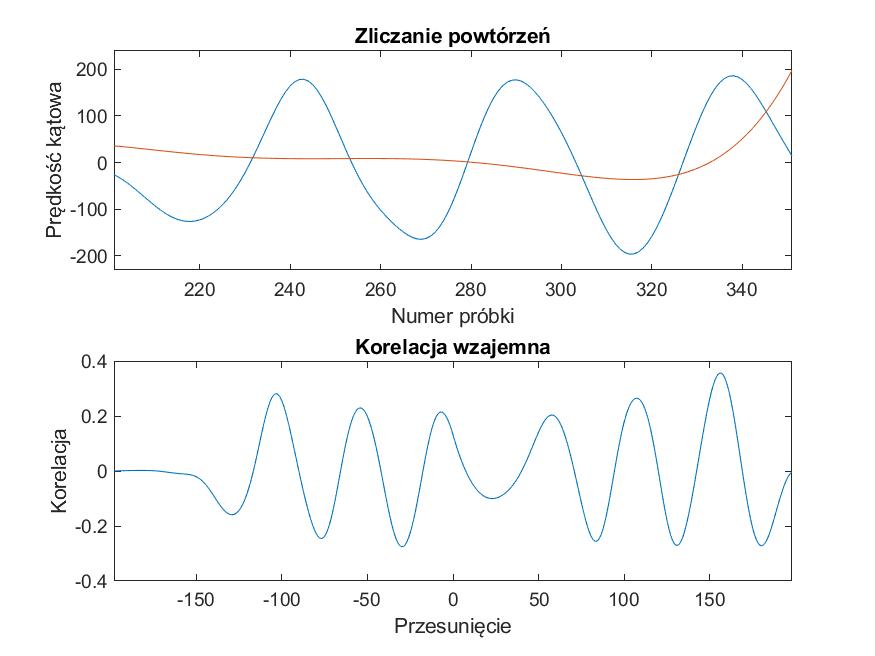 Zliczanie powtórzeń
200
100
0
-100
-200
Prędkość kątowa
220 240 260 280 300 320 340
Numer próbki
Korelacja wzajemna
0.4
0.2
0
-0.2
-0.4
Korelacja
-150 -100 -50 0 50 100 150
Przesunięcie